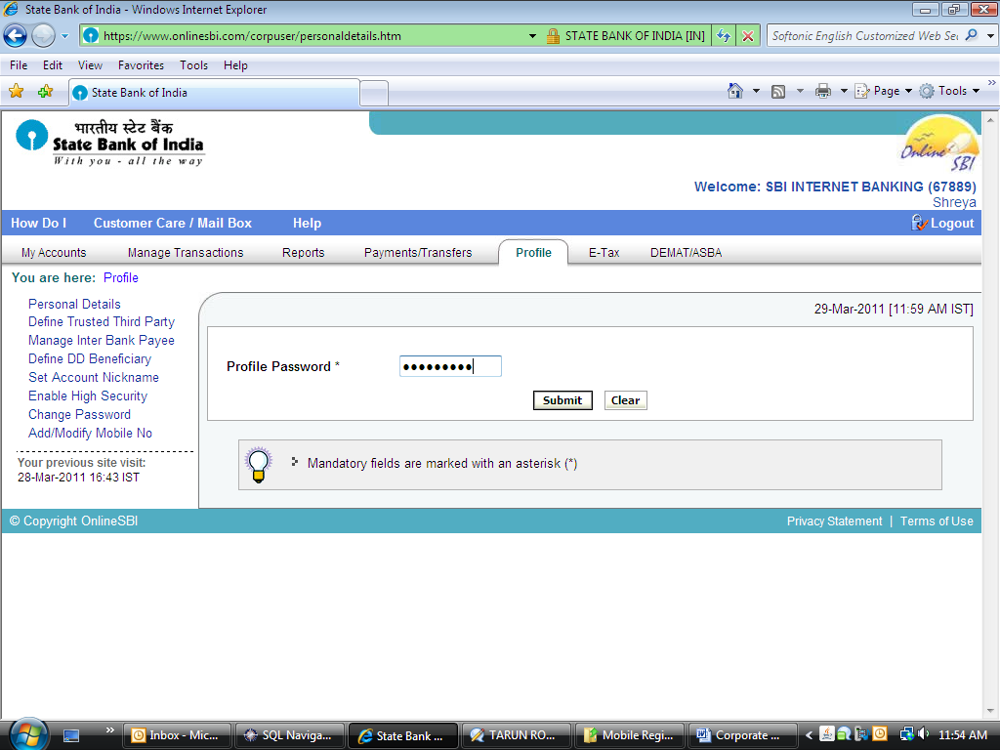 State Bank of India - Windows Internet Explorer
https://www.onlinesbi.com/corpuser/personaldetails.htm
STATE BANK OF INDIA [IN]
Softonic English Customized Web Se
File Edit View Favorites Tools Help
State Bank of India
Page Tools
भारतीय स्टेट बैंक
State Bank of India
With you - all the way
Online SBI
Welcome: SBI INTERNET BANKING (67889)
Shreya
How Do I Customer Care / Mail Box Help Logout
My Accounts Manage Transactions Reports Payments/Transfers Profile E-Tax DEMAT/ASBA
You are here: Profile
Personal Details
Define Trusted Third Party
Manage Inter Bank Payee
Define DD Beneficiary
Set Account Nickname
Enable High Security
Change Password
Add/Modify Mobile No
Your previous site visit:
28-Mar-2011 16:43 IST
29-Mar-2011 [11:59 AM IST]
Profile Password *
Submit Clear
Mandatory fields are marked with an asterisk (*)
© Copyright OnlineSBI
Privacy Statement | Terms of Use
Inbox - Mic... SQL Naviga... State Bank ... TARUN RO... Mobile Regi... Corporate ... 11:54 AM